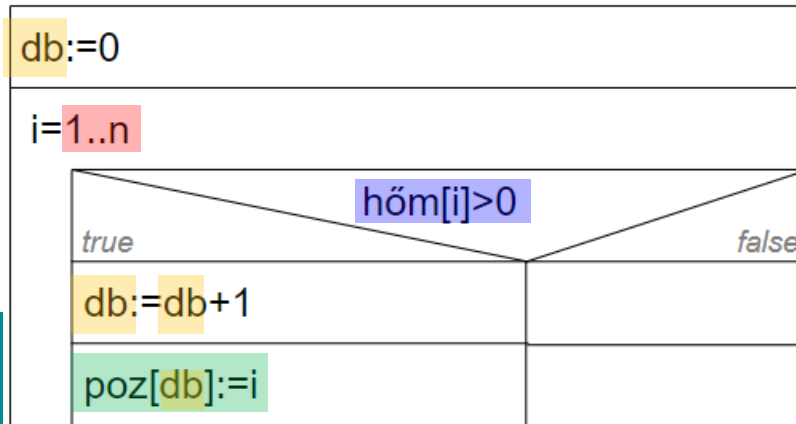 db:=0
i=1..n
hőm[i]>0
true
false
db:=db+1
poz[db]:=i